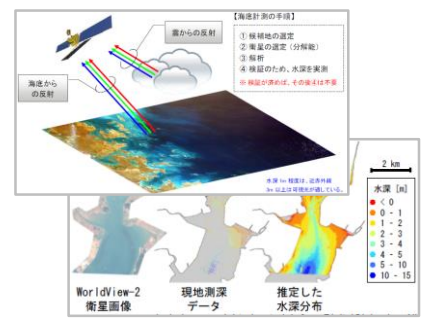 雲からの反射
海底から
の反射
【海底計測の手順】
① 候補地の選定
② 衛星の選定（分解能）
③ 解析
④ 検証のため、水深を実測
※ 検証が済めば、その後えは不要
水深 5m 程度は、近赤外線
5m 以上は可視光が適している。
2 km
水深 [m]
< 0
0 - 1
1 - 2
2 - 3
3 - 4
4 - 5
5 - 10
10 - 15
WorldView-2
衛星画像
現地測深
データ
推定した
水深分布